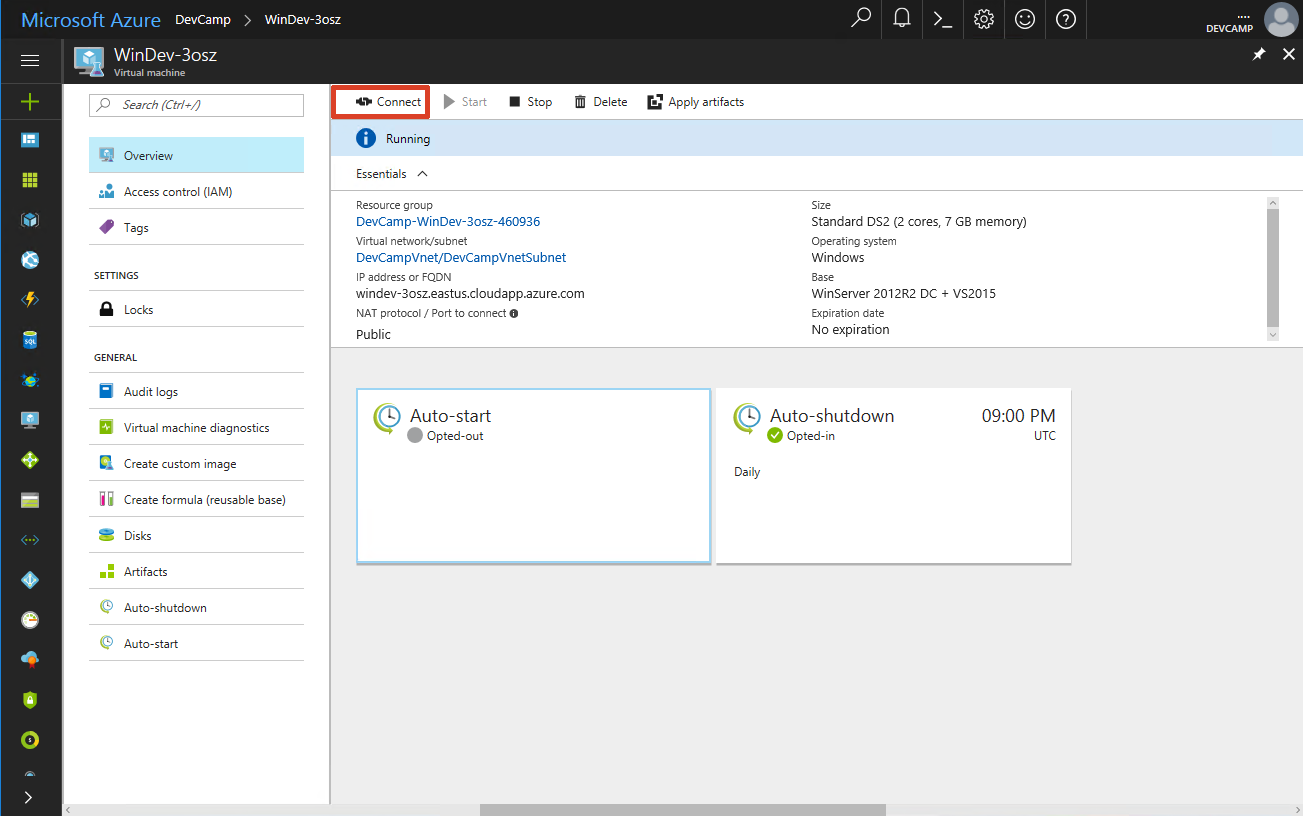 Microsoft Azure DevCamp > WinDev-3osz
....
DEVCAMP
WinDev-3osz
Virtual machine
Search (Ctrl+/)
Overview
Access control (IAM)
Tags
SETTINGS
Locks
GENERAL
Audit logs
Virtual machine diagnostics
Create custom image
Create formula (reusable base)
Disks
Artifacts
Auto-shutdown
Auto-start
Connect Start Stop Delete Apply artifacts
Running
Essentials
Resource group
DevCamp-WinDev-3osz-460936
Virtual network/subnet
DevCampVnet/DevCampVnetSubnet
IP address or FQDN
windev-3osz.eastus.cloudapp.azure.com
NAT protocol / Port to connect
Public
Size
Standard DS2 (2 cores, 7 GB memory)
Operating system
Windows
Base
WinServer 2012R2 DC + VS2015
Expiration date
No expiration
Auto-start
Opted-out
Auto-shutdown 09:00 PM
Opted-in UTC
Daily
SQL